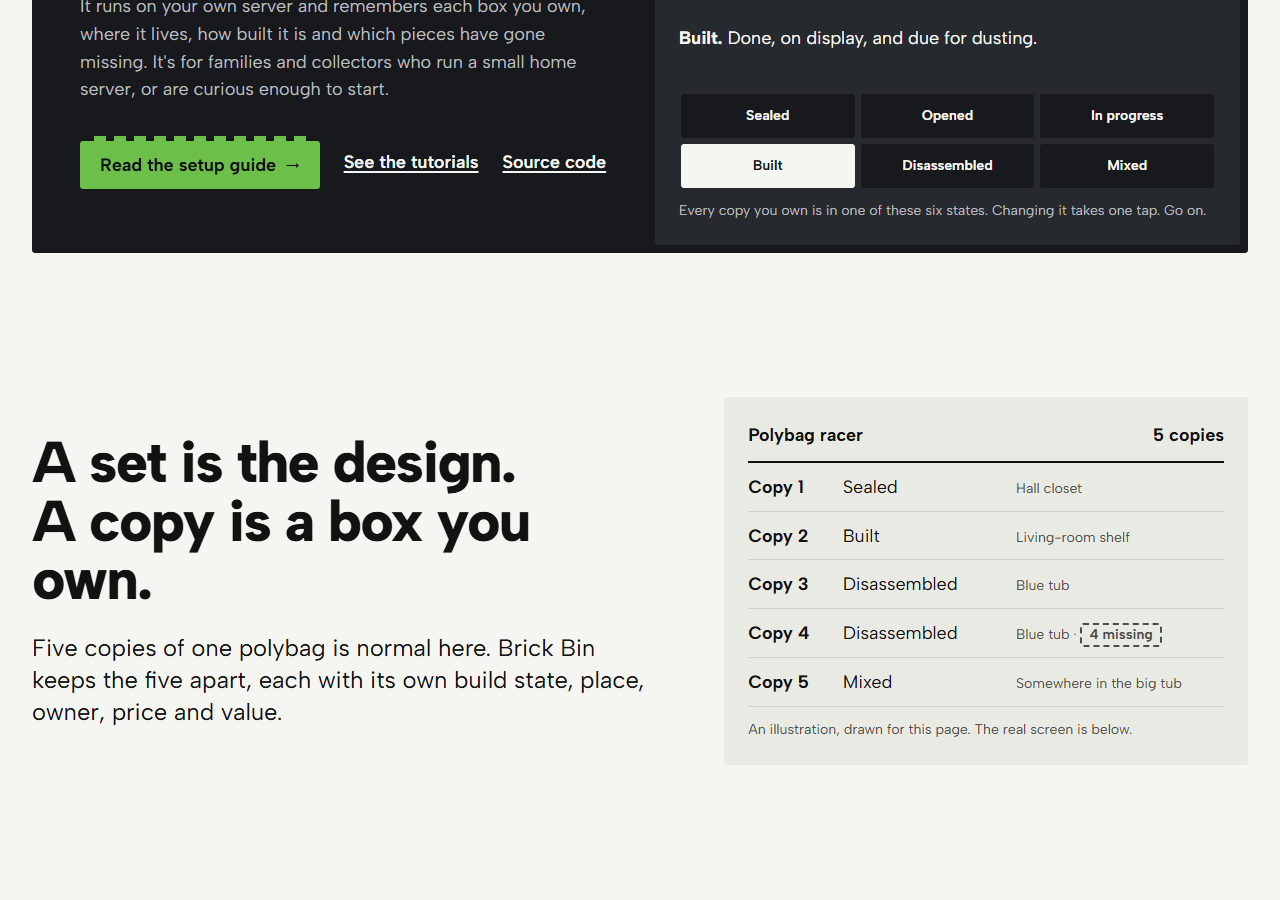 It runs on your own server and remembers each box you own,
where it lives, how built it is and which pieces have gone
missing. It's for families and collectors who run a small home
server, or are curious enough to start.
Read the setup guide →
See the tutorials
Source code
Built. Done, on display, and due for dusting.
Sealed
Opened
In progress
Built
Disassembled
Mixed
Every copy you own is in one of these six states. Changing it takes one tap. Go on.
A set is the design.
A copy is a box you
own.
Five copies of one polybag is normal here. Brick Bin
keeps the five apart, each with its own build state, place,
owner, price and value.
Polybag racer 5 copies
Copy 1 Sealed Hall closet
Copy 2 Built Living-room shelf
Copy 3 Disassembled Blue tub
Copy 4 Disassembled Blue tub · 4 missing
Copy 5 Mixed Somewhere in the big tub
An illustration, drawn for this page. The real screen is below.